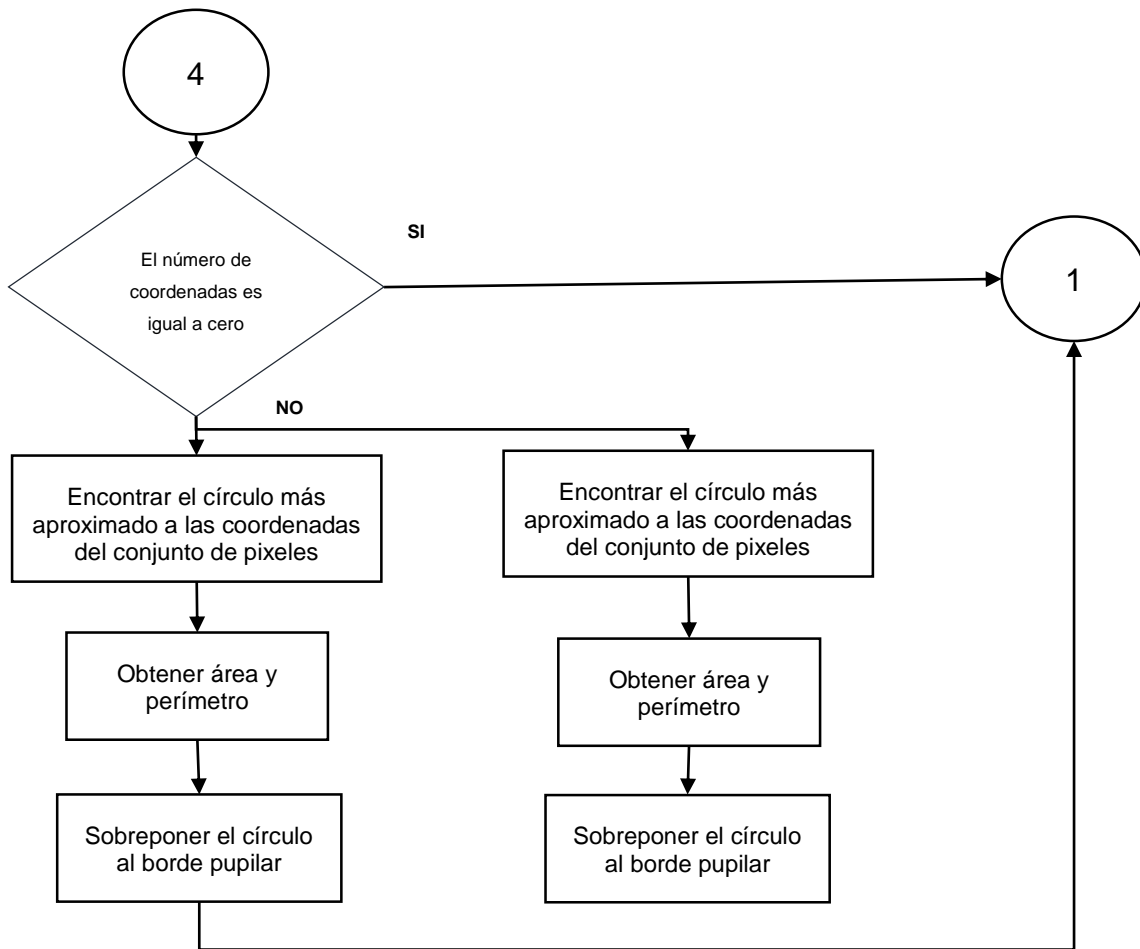 4
SI
1
El número de
coordenadas es
igual a cero
NO
Encontrar el círculo más
aproximado a las coordenadas
del conjunto de pixeles
Encontrar el círculo más
aproximado a las coordenadas
del conjunto de pixeles
Obtener área y
perímetro
Obtener área y
perímetro
Sobreponer el círculo
al borde pupilar
Sobreponer el círculo
al borde pupilar